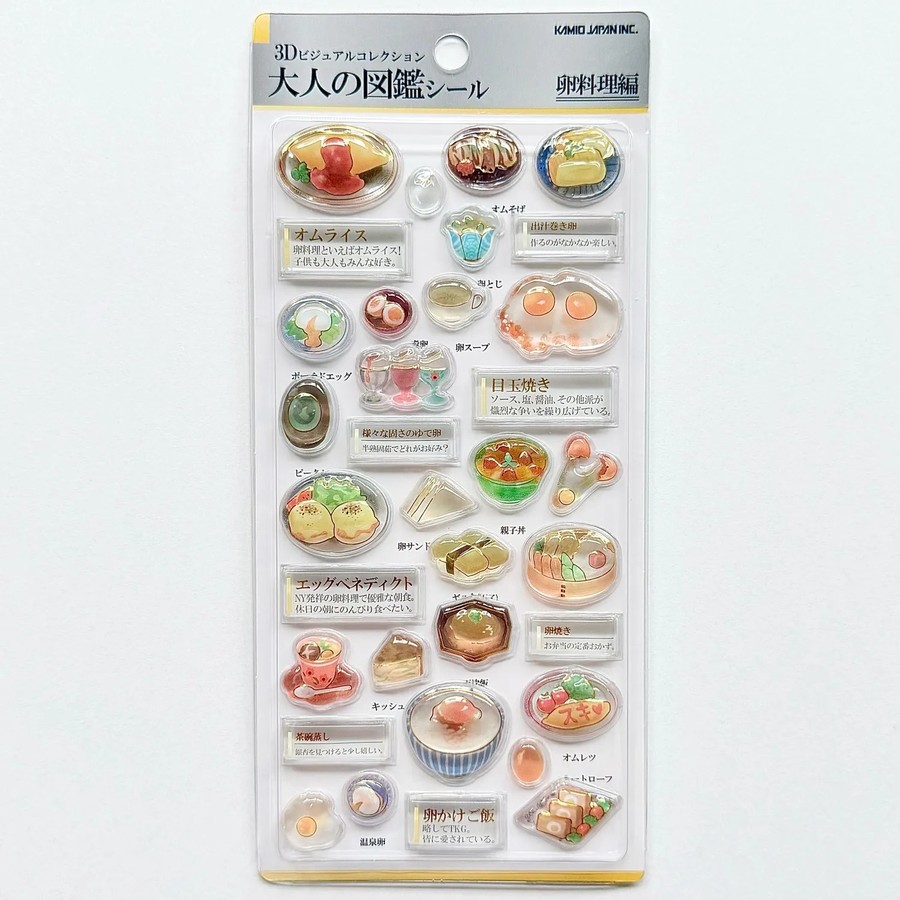 KAMIO JAPAN INC.
3Dビジュアルコレクション
大人の図鑑シール
卵料理編
オムそば
オムライス
卵料理といえばオムライス!
子供も大人もみんな好き。
出汁巻き卵
作るのがなかなか楽しい。
卵とじ
卵スープ
目玉焼き
ソース、塩、醤油、その他派が
熾烈な争いを繰り広げている。
様々な固さのゆで卵
半熟固茹でどれがお好み?
親子丼
卵サンド
エッグベネディクト
NY発祥の卵料理で優雅な朝食。
休日の朝にのんびり食べたい。
卵焼き
お弁当の定番おかず。
キッシュ
スキ
茶碗蒸し
銀杏を見つけると少し嬉しい。
オムレツ
卵かけご飯
略してTKG。
皆に愛されている。
温泉卵